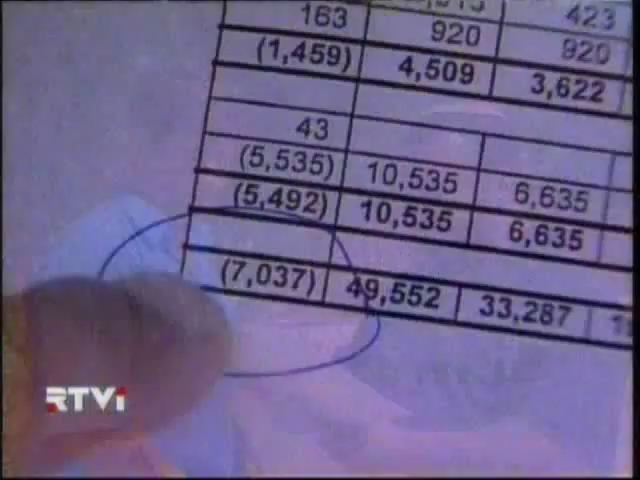 163 423
(1,459) 920 920
4,509 3,622
43
(5,535) 10,535 6,635
(5,492) 10,535 6,635
(7,037) 49,552 33,287
RTVi